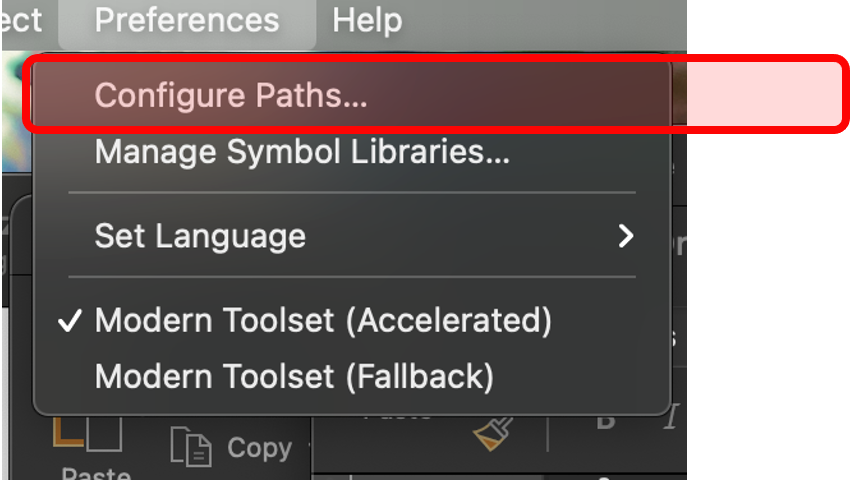 ect Preferences Help
Configure Paths...
Manage Symbol Libraries...
Set Language
Modern Toolset (Accelerated)
Modern Toolset (Fallback)
B I
Copy
Paste